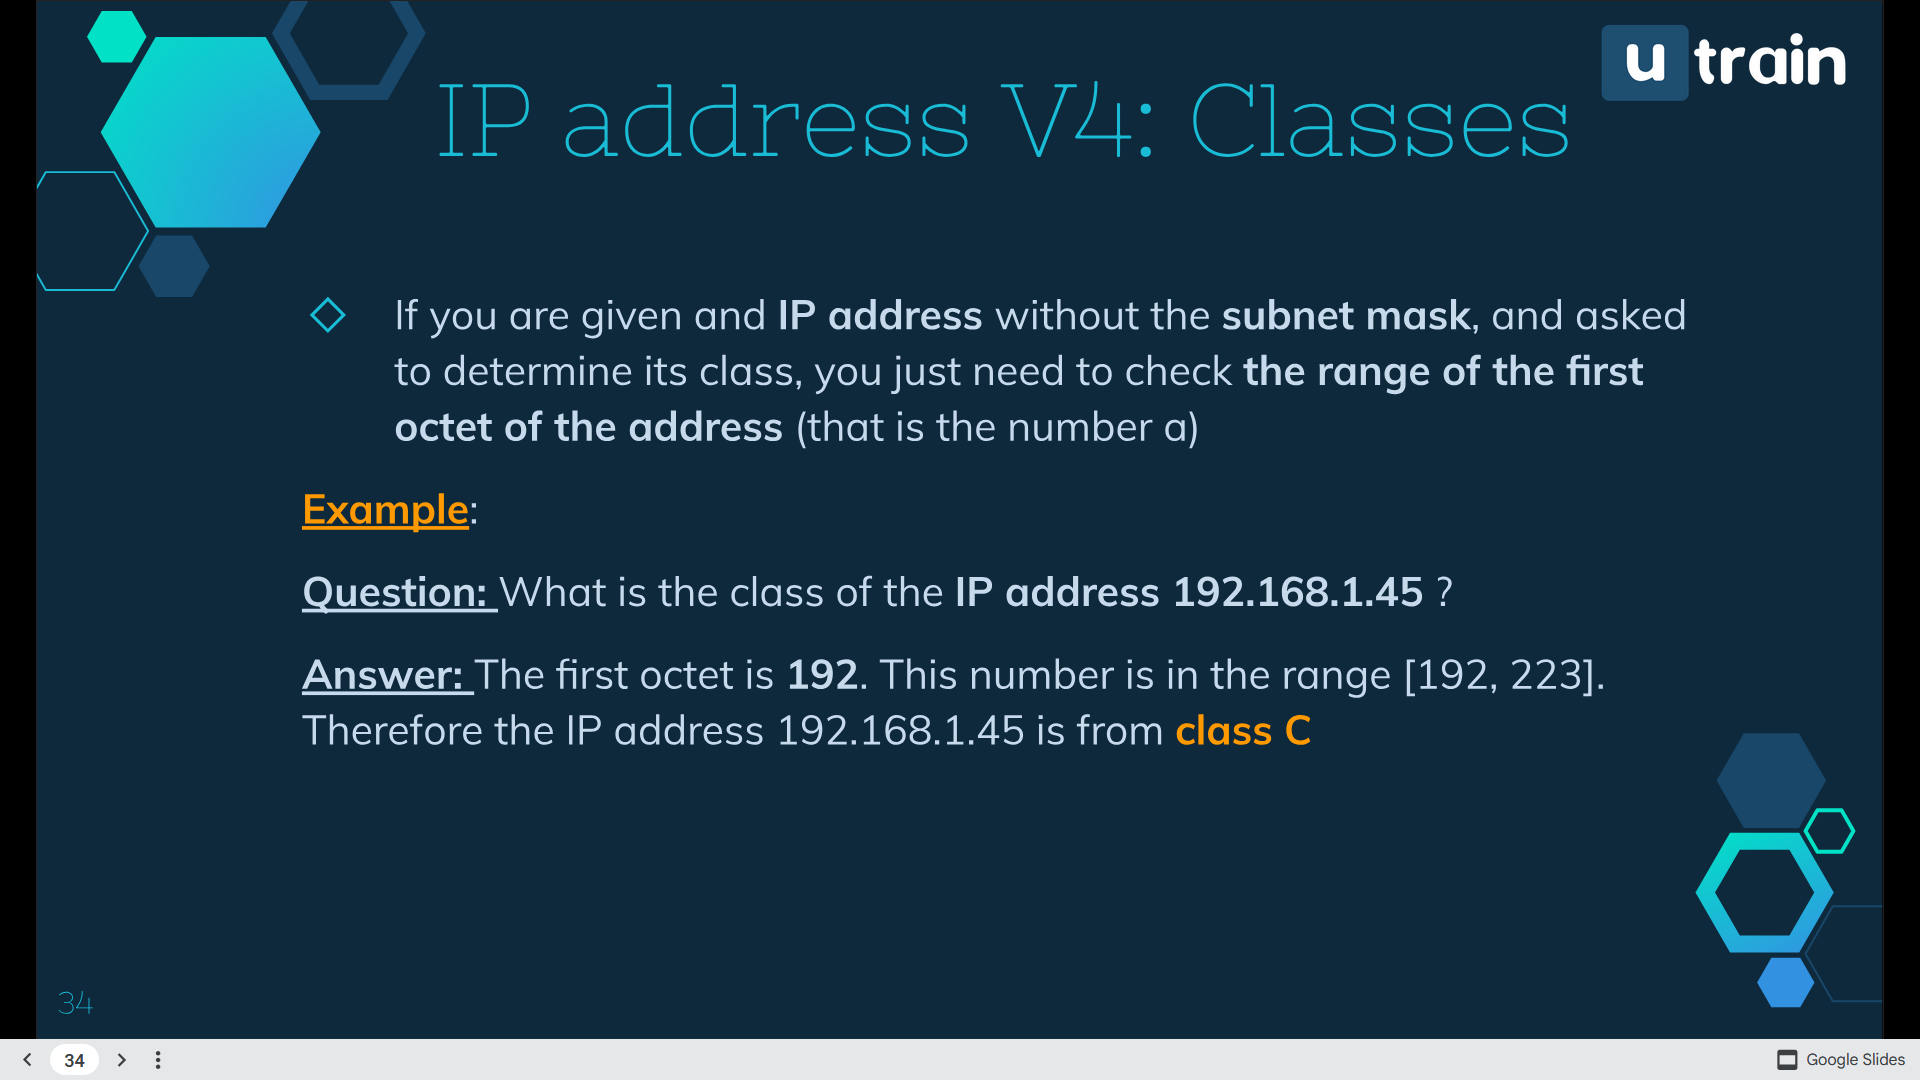 u train
IP address V4: Classes
If you are given and IP address without the subnet mask, and asked
to determine its class, you just need to check the range of the first
octet of the address (that is the number a)
Example:
Question: What is the class of the IP address 192.168.1.45 ?
Answer: The first octet is 192. This number is in the range [192, 223].
Therefore the IP address 192.168.1.45 is from class C
34
34
Google Slides